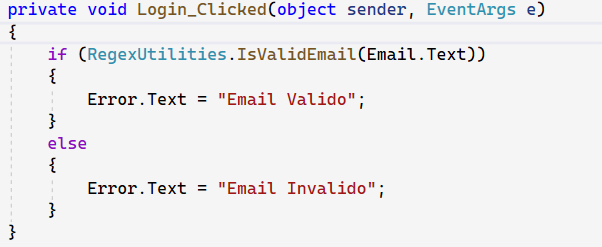 private void Login_Clicked(object sender, EventArgs e)
{
if (RegexUtilities.IsValidEmail(Email.Text))
{
Error.Text = "Email Valido";
}
else
{
Error.Text = "Email Invalido";
}
}